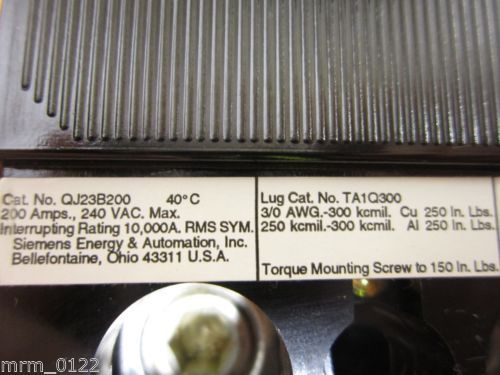 Cat. No. QJ23B200 40°C
200 Amps., 240 VAC. Max.
Interrupting Rating 10,000A. RMS SYM.
Siemens Energy & Automation, Inc.
Bellefontaine, Ohio 43311 U.S.A.
Lug Cat. No. TA1Q300
3/0 AWG.-300 kcmil. Cu 250 In. Lbs.
250 kcmil.-300 kcmil. Al 250 In. Lbs.
Torque Mounting Screw to 150 In. Lbs.
mrm_0122